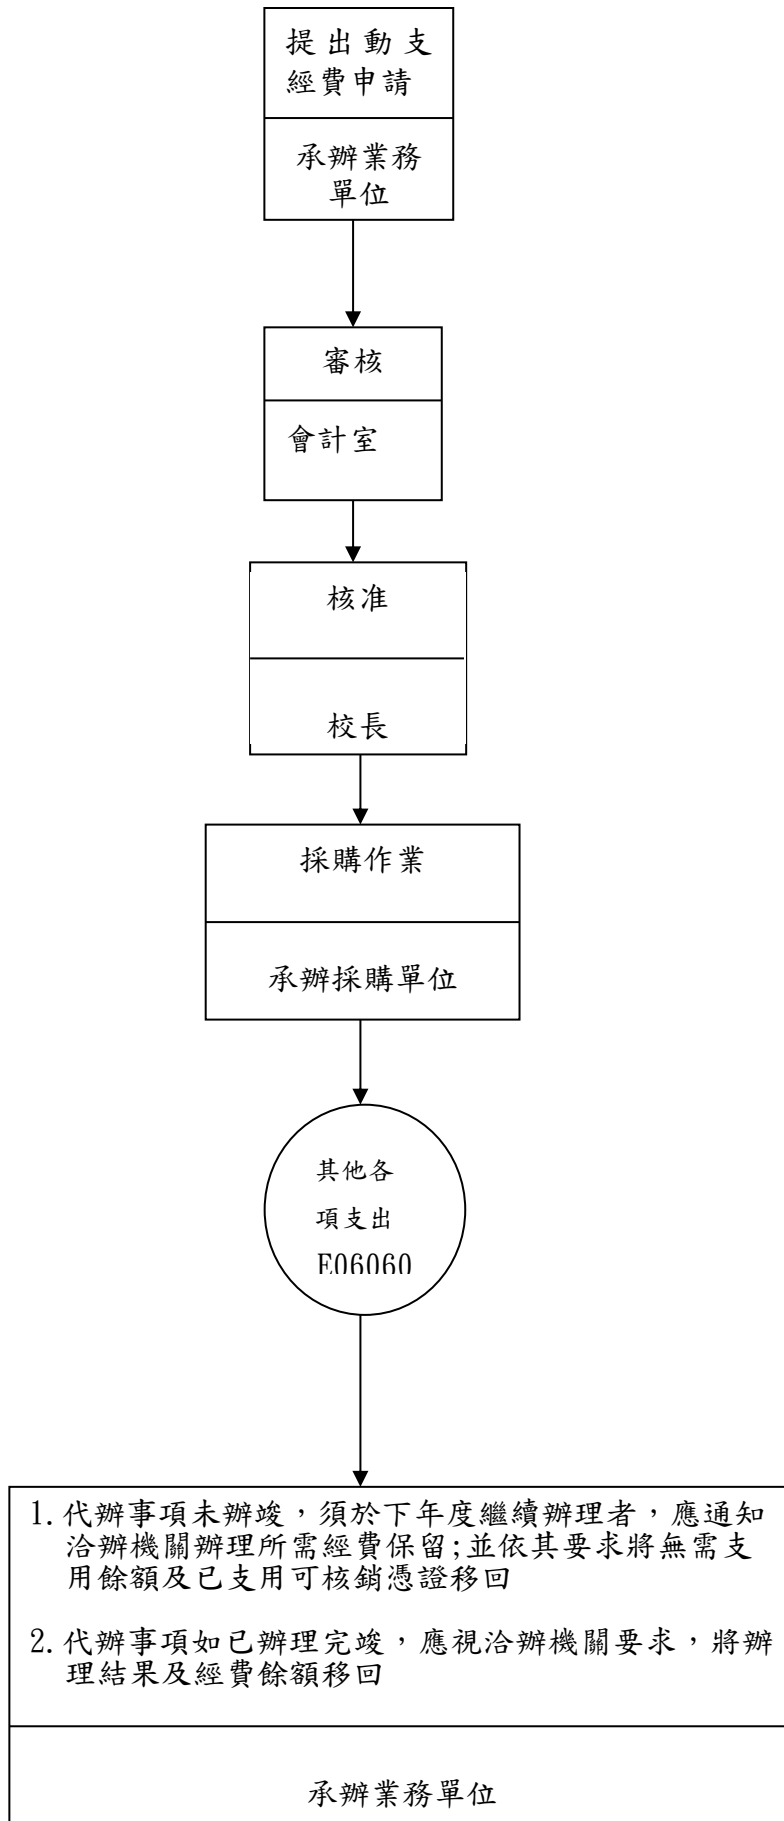 提出動支
經費申請
承辦業務
單位
審核
會計室
核准
校長
採購作業
承辦採購單位
其他各
項支出
E06060
1.代辦事項未辦竣，須於下年度繼續辦理者，應通知
洽辦機關辦理所需經費保留;並依其要求將無需支
用餘額及已支用可核銷憑證移回
2.代辦事項如已辦理完竣，應視洽辦機關要求，將辦
理結果及經費餘額移回
承辦業務單位